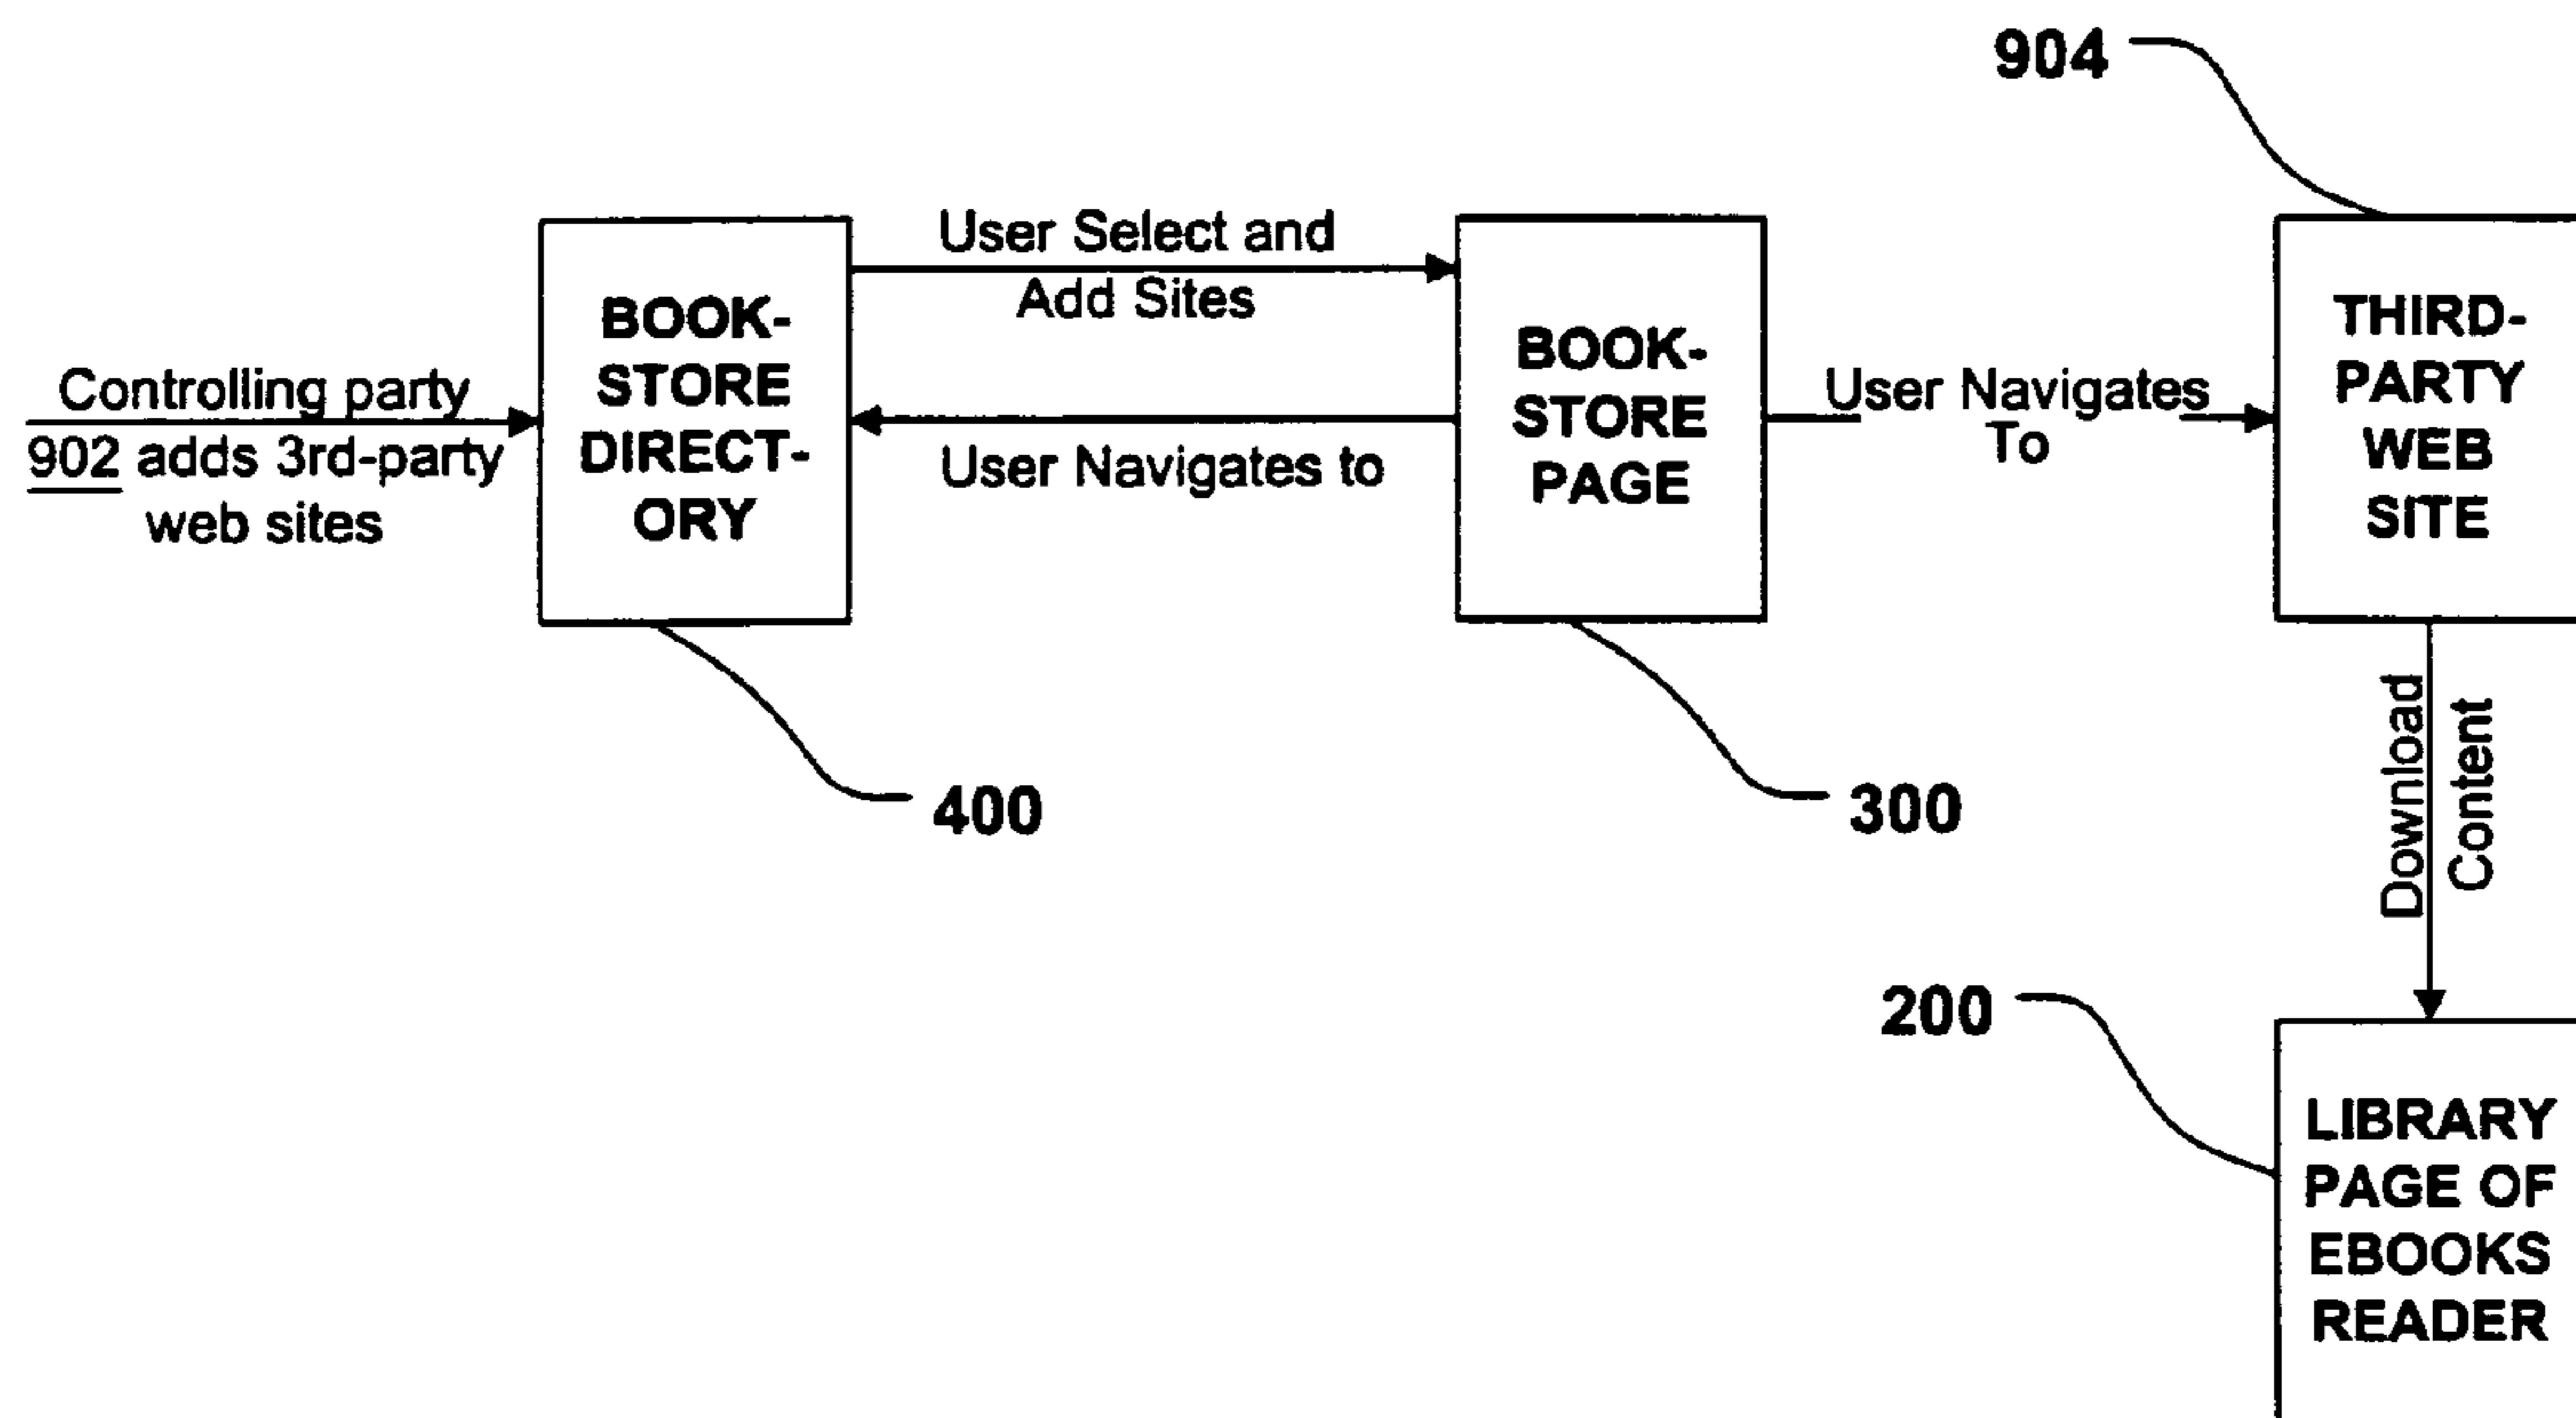 904
User Select and
Add Sites
BOOK-
STORE
DIRECT-
ORY
BOOK-
STORE
PAGE
THIRD-
PARTY
WEB
SITE
Controlling party
902 adds 3rd-party
web sites
User Navigates to
User Navigates
To
400
300
Download
Content
200
LIBRARY
PAGE OF
EBOOKS
READER